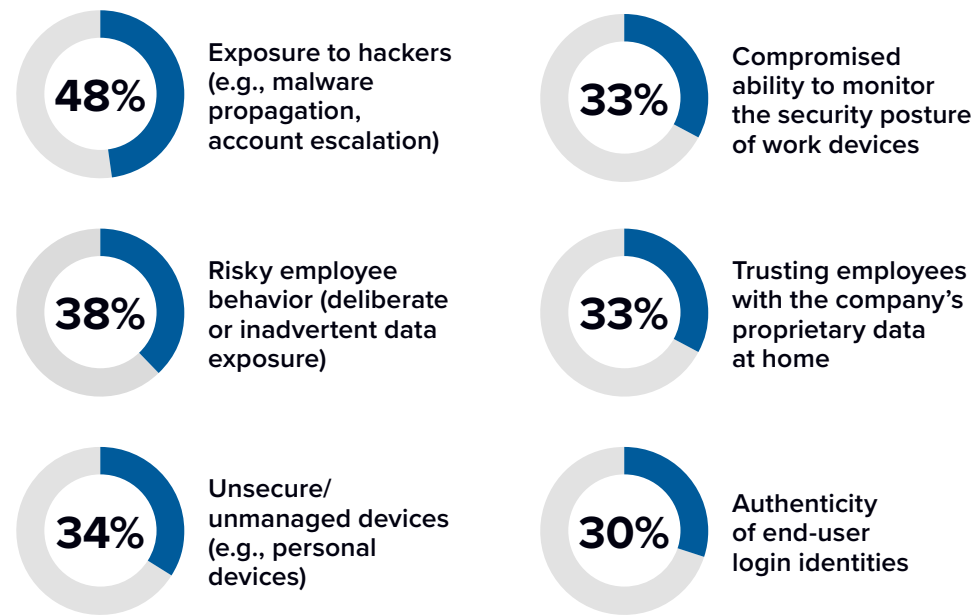 48%
Exposure to hackers
(e.g., malware
propagation,
account escalation)
38%
Risky employee
behavior (deliberate
or inadvertent data
exposure)
34%
Unsecure/
unmanaged devices
(e.g., personal
devices)
33%
Compromised
ability to monitor
the security posture
of work devices
33%
Trusting employees
with the company’s
proprietary data
at home
30%
Authenticity
of end-user
login identities